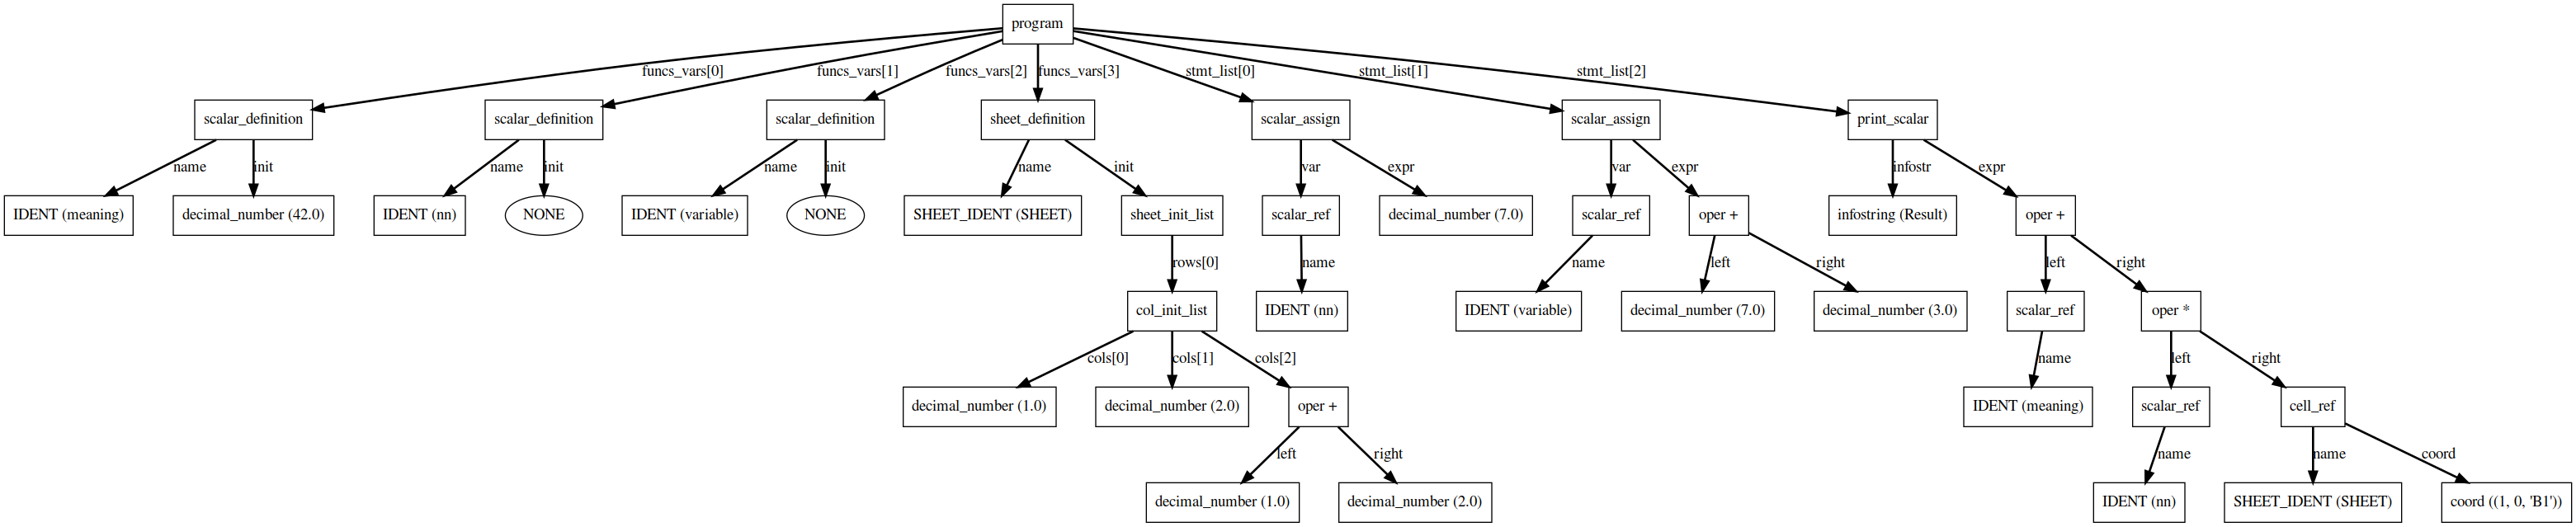 program
funcs_vars[0] funcs_vars[1] funcs_vars[2] funcs_vars[3] stmt_list[0] stmt_list[1] stmt_list[2]
scalar_definition scalar_definition scalar_definition sheet_definition scalar_assign scalar_assign print_scalar
name init name init name init name init var expr var expr infostr expr
IDENT (meaning) decimal_number (42.0) IDENT (nn) NONE IDENT (variable) NONE SHEET_IDENT (SHEET) sheet_init_list scalar_ref decimal_number (7.0) scalar_ref oper + infostring (Result) oper +
rows[0] name name left right left right
col_init_list IDENT (nn) IDENT (variable) decimal_number (7.0) decimal_number (3.0) scalar_ref oper *
cols[0] cols[1] cols[2] name left right
decimal_number (1.0) decimal_number (2.0) oper + IDENT (meaning) scalar_ref cell_ref
left right name name coord
decimal_number (1.0) decimal_number (2.0) IDENT (nn) SHEET_IDENT (SHEET) coord ((1, 0, 'B1'))